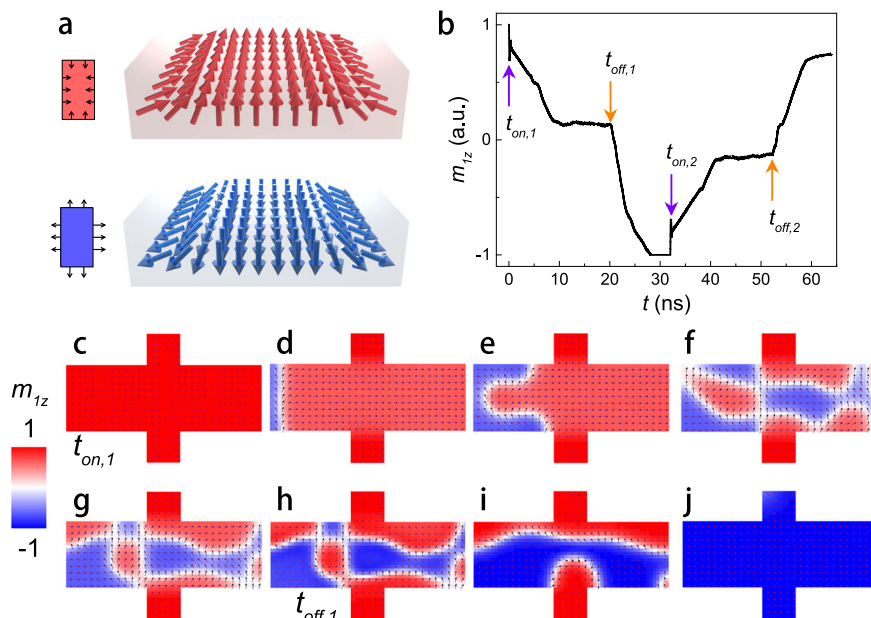 a
b
1
0
-1
m1z (a.u.)
ton,1
toff,1
ton,2
toff,2
0 10 20 30 40 50 60
t (ns)
c
d
e
f
m1z
1
-1
ton,1
g
h
i
j
toff,1